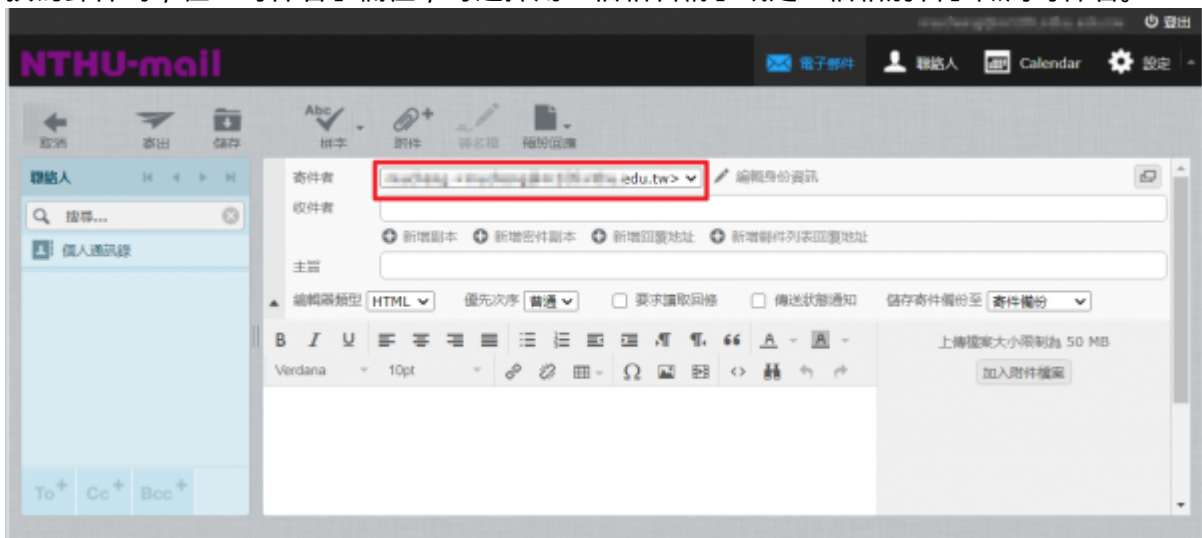 登出
NTHU-mail
電子郵件 聯絡人 Calendar 設定
取消 寄出 儲存 拼字 附件 簽名檔 預設回應
聯絡人
寄件者 edu.tw> 編輯身份資訊
搜尋...
收件者
個人通訊錄
新增副本 新增密件副本 新增回覆地址 新增郵件列表回覆地址
主旨
編輯器類型 HTML 優先次序 普通 要求讀取回條 傳送狀態通知 儲存寄件備份至 寄件備份
B I U
上傳檔案大小限制為 50 MB
Verdana 10pt
加入附件檔案
To+ Cc+ Bcc+